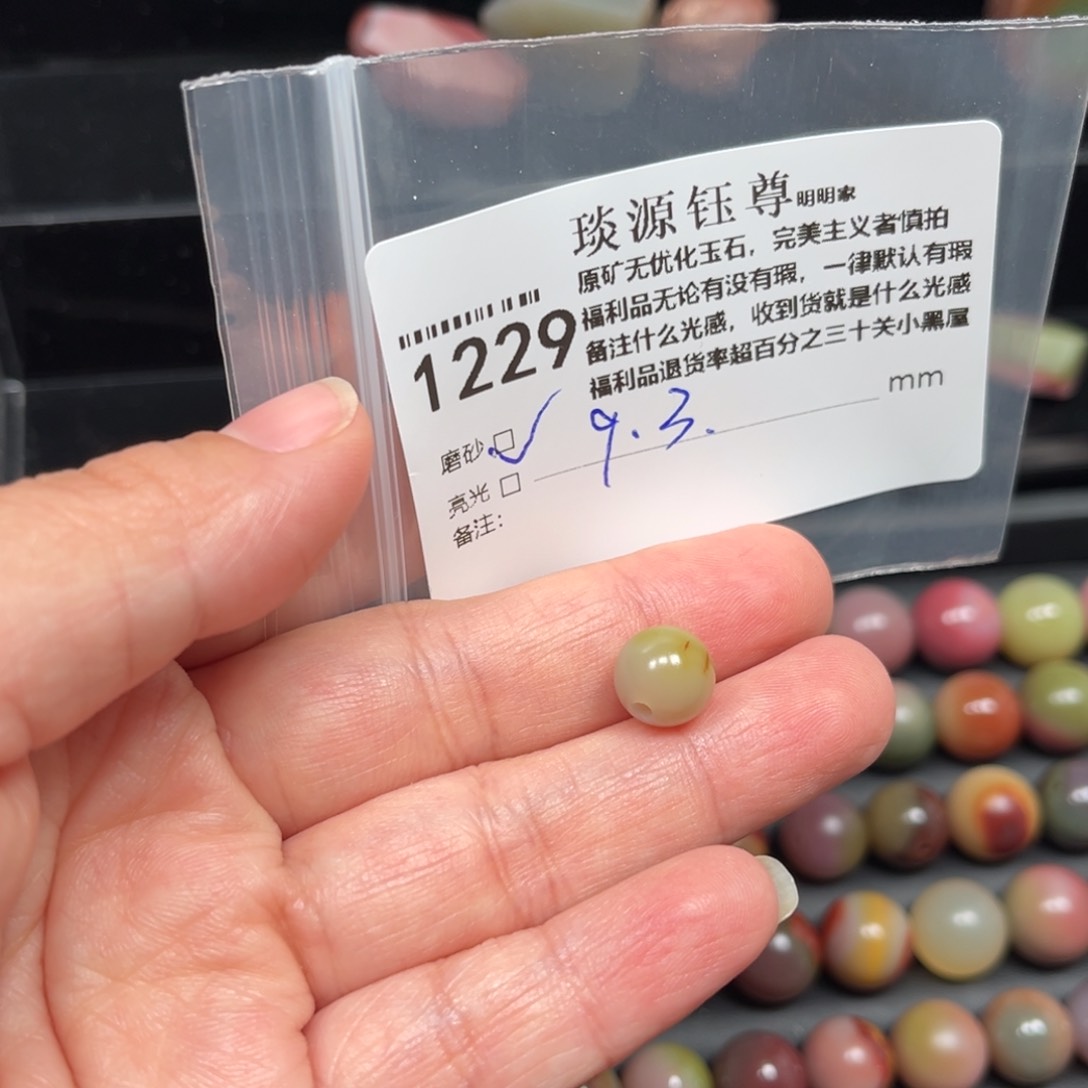 琰源钰尊明明家
原矿无优化玉石，完美主义者慎拍
福利品无论有没有瑕，一律默认有瑕
备注什么光感，收到货就是什么光感
福利品退货率超百分之三十关小黑屋
1229
磨砂 ☑ 9.3. mm
亮光 □
备注：